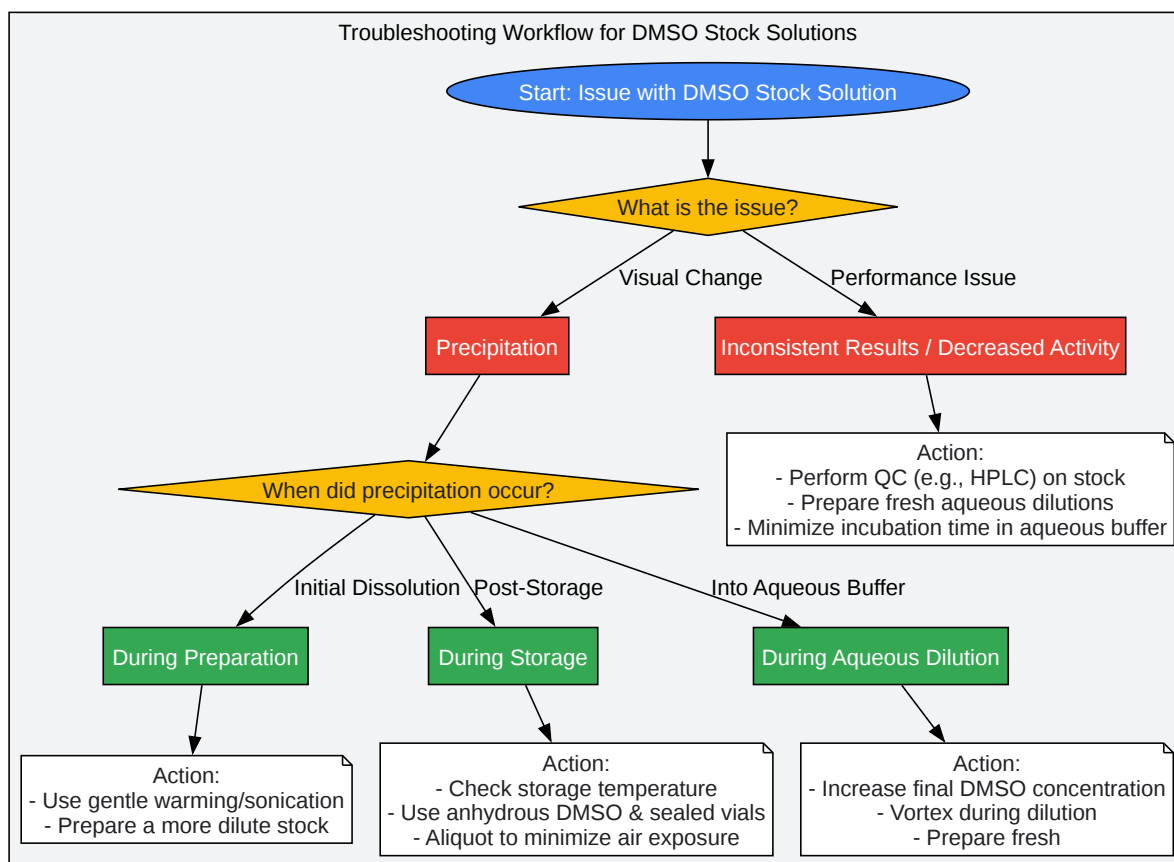 Troubleshooting Workflow for DMSO Stock Solutions
Start: Issue with DMSO Stock Solution
What is the issue?
Visual Change
Performance Issue
Precipitation
Inconsistent Results / Decreased Activity
Action:
- Perform QC (e.g., HPLC) on stock
- Prepare fresh aqueous dilutions
- Minimize incubation time in aqueous buffer
When did precipitation occur?
Initial Dissolution
Post-Storage
Into Aqueous Buffer
During Preparation
During Storage
During Aqueous Dilution
Action:
- Use gentle warming/sonication
- Prepare a more dilute stock
Action:
- Check storage temperature
- Use anhydrous DMSO & sealed vials
- Aliquot to minimize air exposure
Action:
- Increase final DMSO concentration
- Vortex during dilution
- Prepare fresh